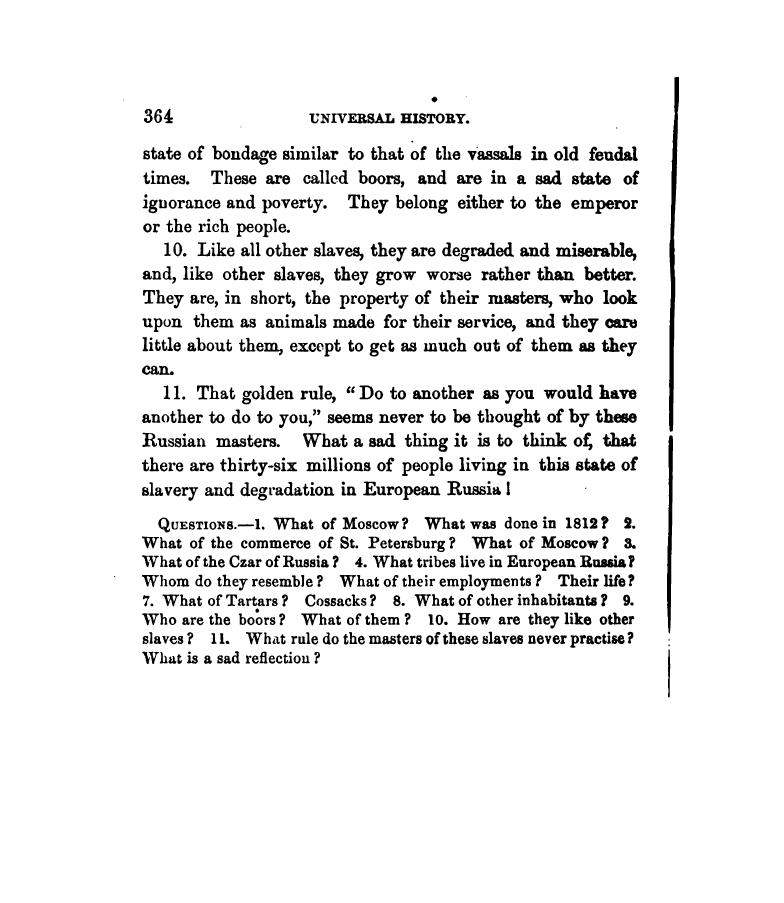 364 UNIVERSAL HISTORY.
state of bondage similar to that of the vassals in old feudal
times. These are called boors, and are in a sad state of
ignorance and poverty. They belong either to the emperor
or the rich people.
10. Like all other slaves, they are degraded and miserable,
and, like other slaves, they grow worse rather than better.
They are, in short, the property of their masters, who look
upon them as animals made for their service, and they care
little about them, except to get as much out of them as they
can.
11. That golden rule, “Do to another as you would have
another to do to you,” seems never to be thought of by these
Russian masters. What a sad thing it is to think of, that
there are thirty-six millions of people living in this state of
slavery and degradation in European Russia!
QUESTIONS.—1. What of Moscow? What was done in 1812? 2.
What of the commerce of St. Petersburg? What of Moscow? 3.
What of the Czar of Russia? 4. What tribes live in European Russia?
Whom do they resemble? What of their employments? Their life?
7. What of Tartars? Cossacks? 8. What of other inhabitants? 9.
Who are the boors? What of them? 10. How are they like other
slaves? 11. What rule do the masters of these slaves never practise?
What is a sad reflection?